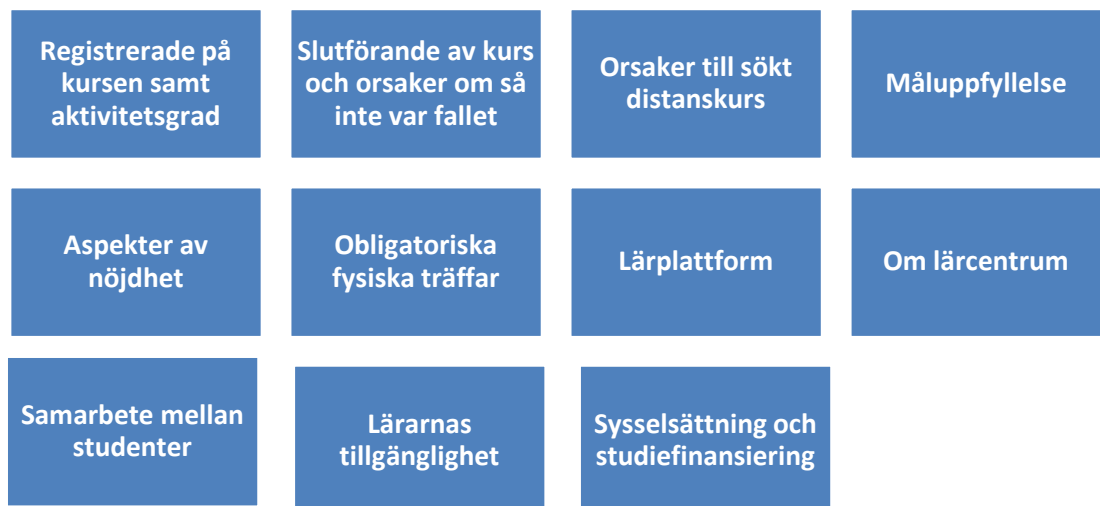 Registrerade på
kursen samt
aktivitetsgrad
Slutförande av kurs
och orsaker om så
inte var fallet
Orsaker till sökt
distanskurs
Måluppfyllelse
Aspekter av
nöjdhet
Obligatoriska
fysiska träffar
Lärplattform
Om lärcentrum
Samarbete mellan
studenter
Lärarnas
tillgänglighet
Sysselsättning och
studiefinansiering